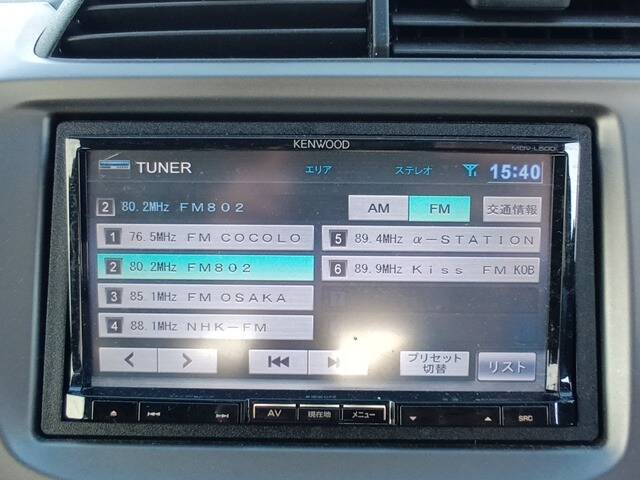 KENWOOD
MDV-L500
TUNER
エリア
ステレオ
15:40
2 80.2MHz FM802
AM
FM
交通情報
1 76.5MHz FM COCOLO
2 80.2MHz FM802
3 85.1MHz FM OSAKA
4 88.1MHz NHK-FM
5 89.4MHz α-STATION
6 89.9MHz Kiss FM KOB
プリセット
切替
リスト
AV
現在地
メニュー
SRC